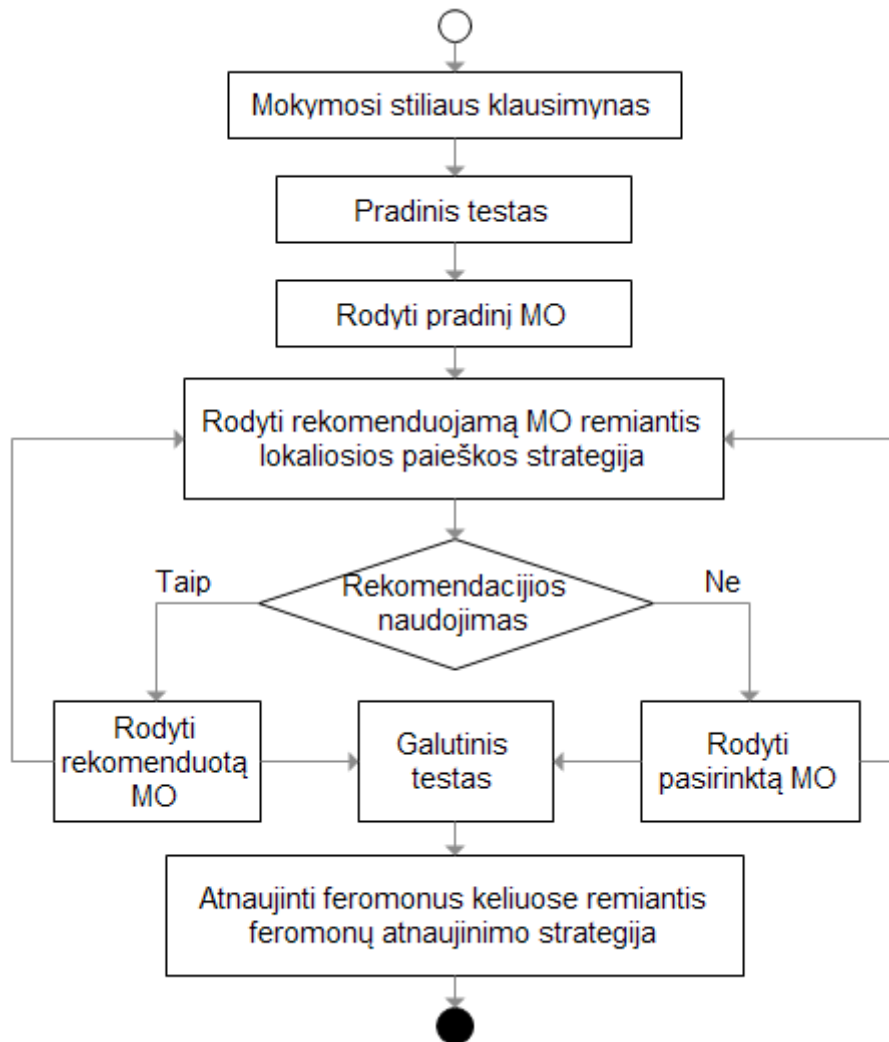 Mokymosi stiliaus klausimynas
Pradinis testas
Rodyti pradinį MO
Rodyti rekomenduojamą MO remiantis
lokaliosios paieškos strategija
Taip
Rekomendacijios
naudojimas
Ne
Rodyti
rekomenduotą
MO
Galutinis
testas
Rodyti
pasirinktą MO
Atnaujinti feromonus keliuose remiantis
feromonų atnaujinimo strategija